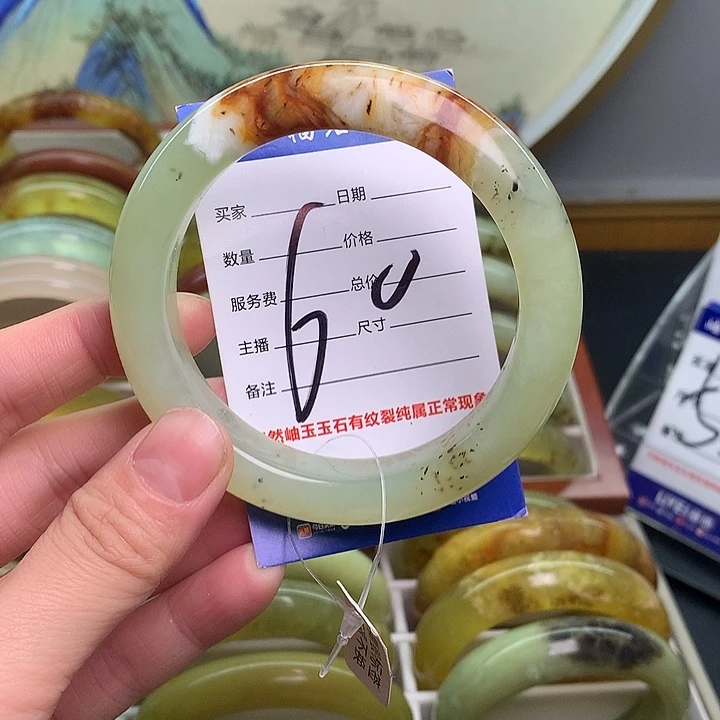 买家 日期
数量 价格
服务费 总价
主播 尺寸
备注
60
然岫玉玉石有纹裂纯属正常现象